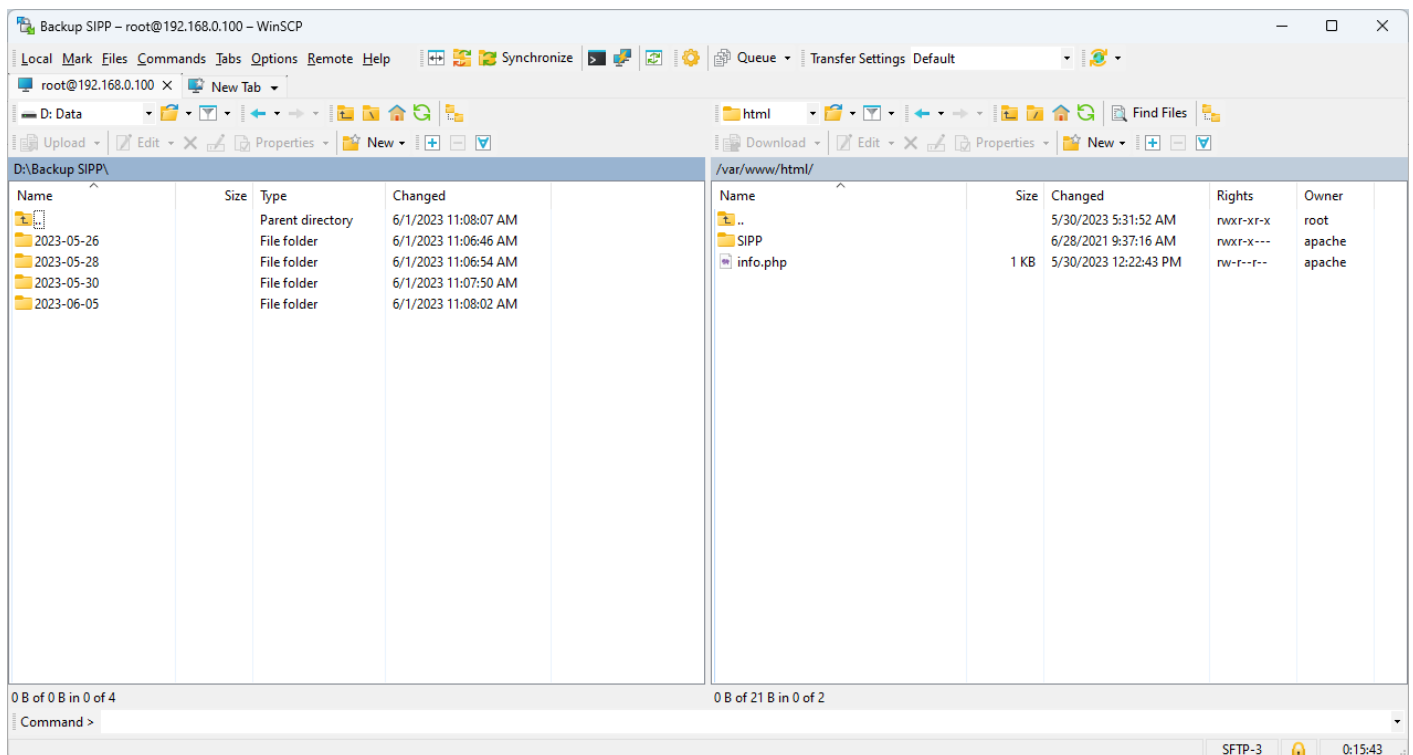 Backup SIPP – root@192.168.0.100 – WinSCP
Local Mark Files Commands Tabs Options Remote Help Synchronize Queue Transfer Settings Default
root@192.168.0.100 New Tab
D: Data html Find Files
Upload Edit Properties New Download Edit Properties New
D:\Backup SIPP\ /var/www/html/
Name Size Type Changed Name Size Changed Rights Owner
.. Parent directory 6/1/2023 11:08:07 AM .. 5/30/2023 5:31:52 AM rwxr-xr-x root
2023-05-26 File folder 6/1/2023 11:06:46 AM SIPP 6/28/2021 9:37:16 AM rwxr-x--- apache
2023-05-28 File folder 6/1/2023 11:06:54 AM info.php 1 KB 5/30/2023 12:22:43 PM rw-r--r-- apache
2023-05-30 File folder 6/1/2023 11:07:50 AM
2023-06-05 File folder 6/1/2023 11:08:02 AM
0 B of 0 B in 0 of 4 0 B of 21 B in 0 of 2
Command >
SFTP-3 0:15:43